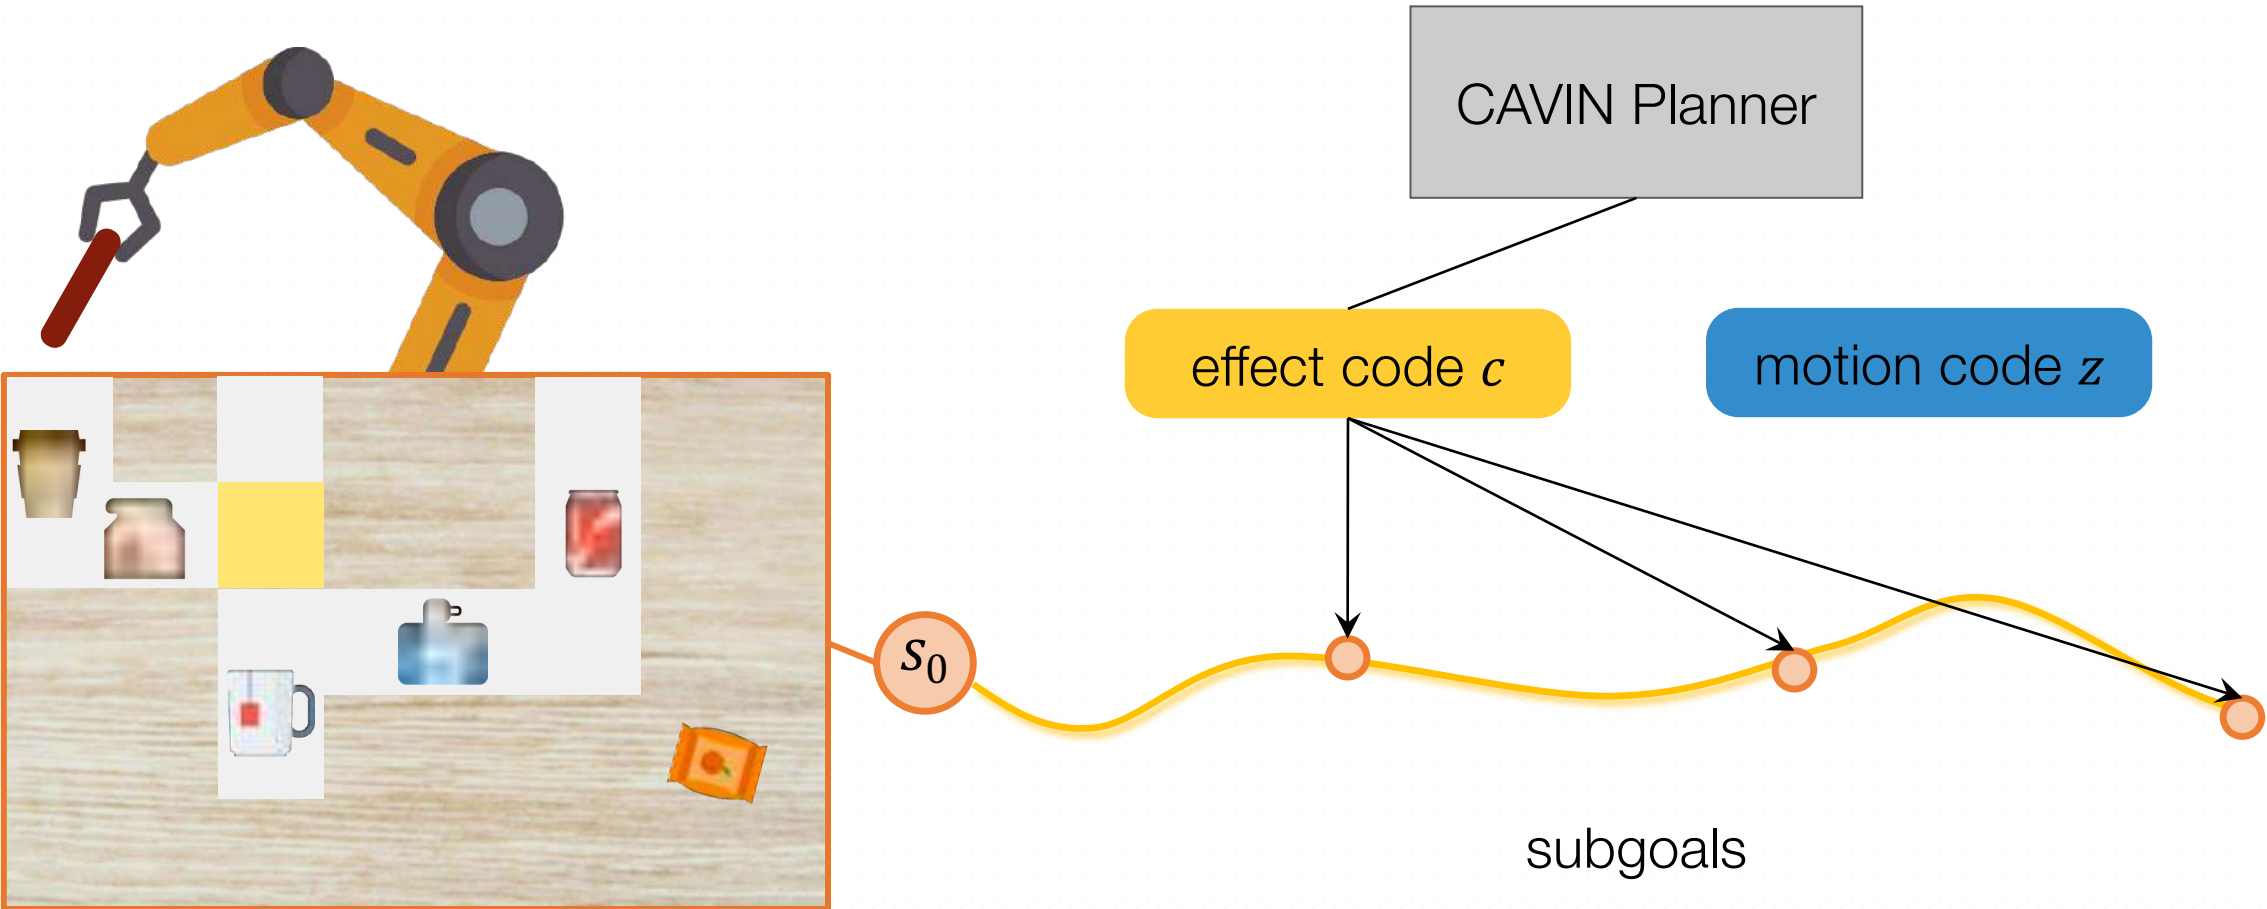 CAVIN Planner
effect code c
motion code z
s₀
subgoals